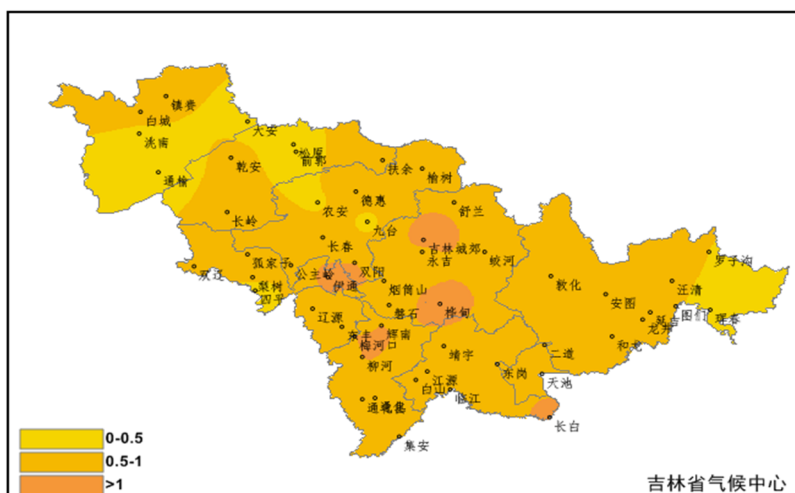 镇赉
白城
洮南
大安
松原
前郭
通榆
乾安
扶余
榆树
德惠
农安
舒兰
长岭
九台
长春
吉林城郊
永吉
蛟河
罗子沟
孤家子
公主岭
双阳
双辽
伊通
梨树
四平
烟筒山
敦化
汪清
安图
磐石
桦甸
图们
珲春
延吉
龙井
辽源
东丰
辉南
梅河口
和龙
靖宇
二道
柳河
东岗
江源
天池
白山
临江
通化
长白
集安
0-0.5
0.5-1
>1
吉林省气候中心